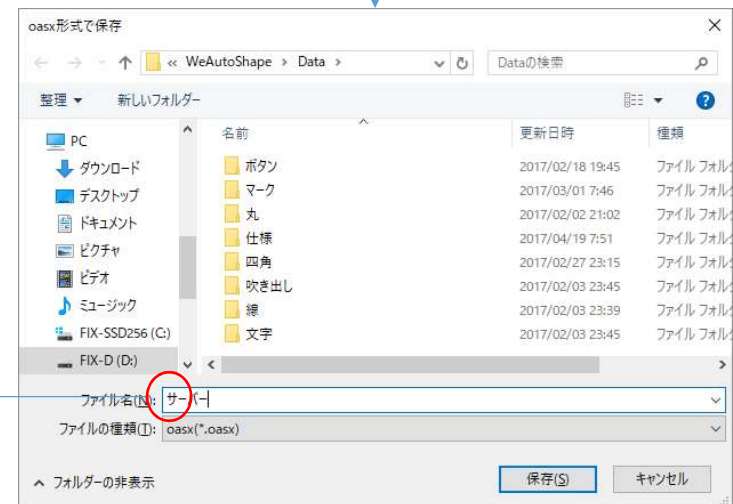 oasx形式で保存
« WeAutoShape › Data ›
Dataの検索
整理 新しいフォルダー
名前 更新日時 種類
PC
ダウンロード
デスクトップ
ドキュメント
ピクチャ
ビデオ
ミュージック
FIX-SSD256 (C:)
FIX-D (D:)
ボタン 2017/02/18 19:45 ファイル フォル
マーク 2017/03/01 7:46 ファイル フォル
丸 2017/02/02 21:02 ファイル フォル
仕様 2017/04/19 7:51 ファイル フォル
四角 2017/02/27 23:15 ファイル フォル
吹き出し 2017/02/03 23:45 ファイル フォル
線 2017/02/03 23:39 ファイル フォル
文字 2017/02/03 23:45 ファイル フォル
ファイル名(N): サーバー
ファイルの種類(T): oasx(*.oasx)
フォルダーの非表示
保存(S) キャンセル